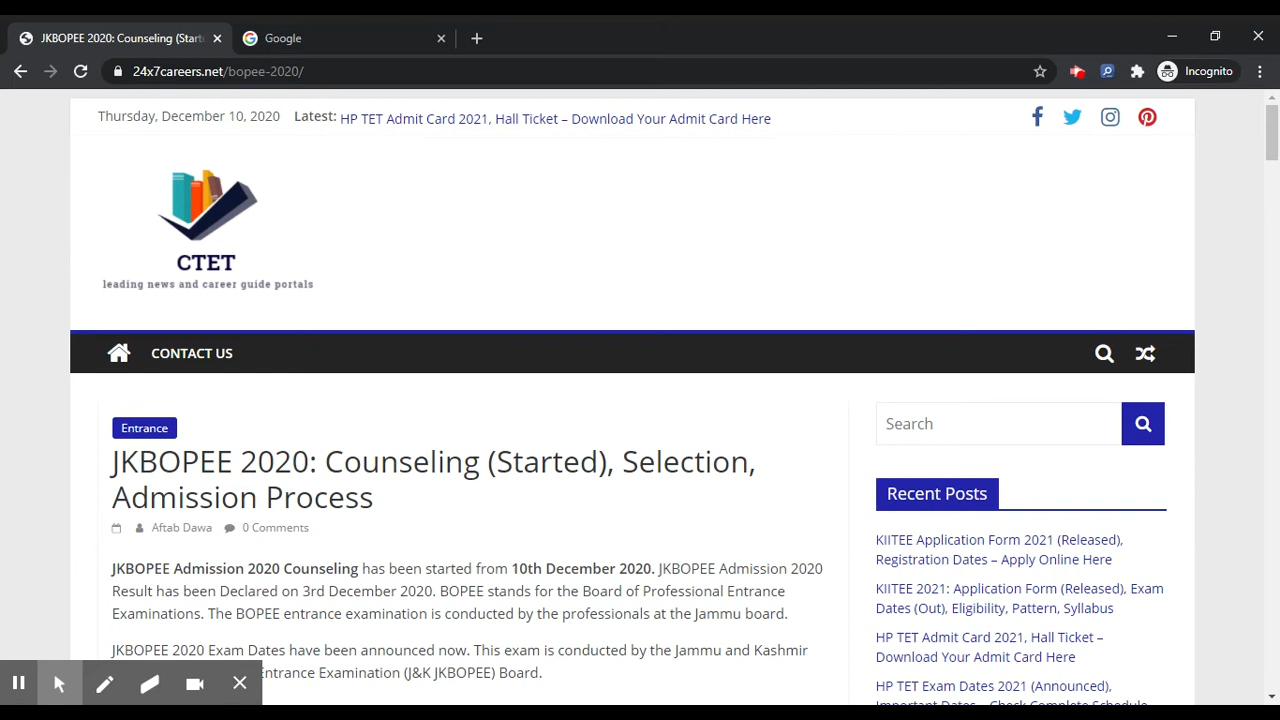 JKBOPEE 2020: Counseling (Start
Google
24x7careers.net/bopee-2020/
Incognito
Thursday, December 10, 2020 Latest: HP TET Admit Card 2021, Hall Ticket – Download Your Admit Card Here
CTET
leading news and career guide portals
CONTACT US
Entrance
JKBOPEE 2020: Counseling (Started), Selection,
Admission Process
Aftab Dawa 0 Comments
JKBOPEE Admission 2020 Counseling has been started from 10th December 2020. JKBOPEE Admission 2020
Result has been Declared on 3rd December 2020. BOPEE stands for the Board of Professional Entrance
Examinations. The BOPEE entrance examination is conducted by the professionals at the Jammu board.
JKBOPEE 2020 Exam Dates have been announced now. This exam is conducted by the Jammu and Kashmir
Entrance Examination (J&K JKBOPEE) Board.
Search
Recent Posts
KIITEE Application Form 2021 (Released),
Registration Dates – Apply Online Here
KIITEE 2021: Application Form (Released), Exam
Dates (Out), Eligibility, Pattern, Syllabus
HP TET Admit Card 2021, Hall Ticket –
Download Your Admit Card Here
HP TET Exam Dates 2021 (Announced),
Important Dates – Check Complete Schedule